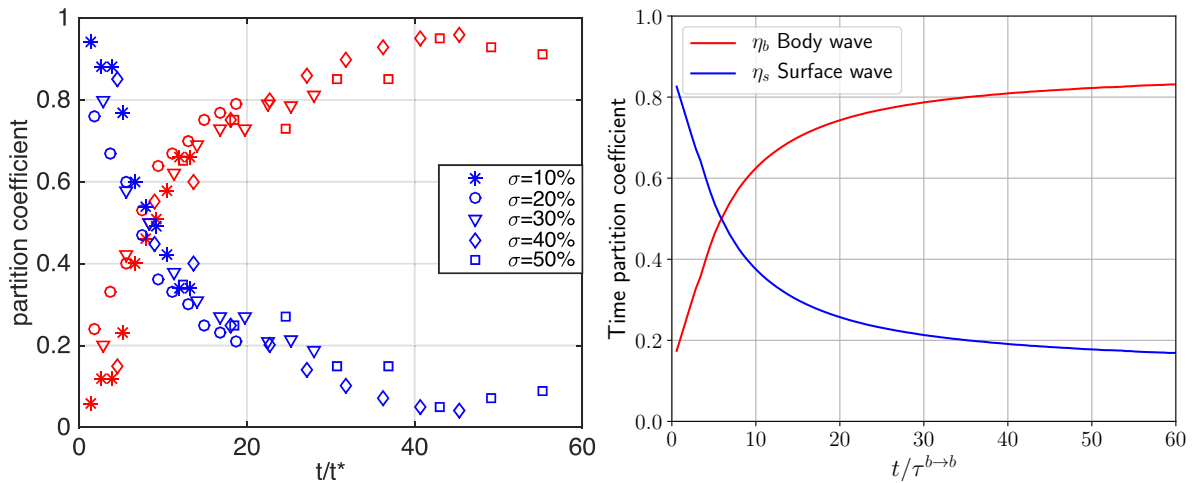 1
0.8
0.6
0.4
0.2
0
0
20
40
60
partition coefficient
t/t*
σ=10%
σ=20%
σ=30%
σ=40%
σ=50%
1.0
0.8
0.6
0.4
0.2
0.0
0
10
20
30
40
50
60
Time partition coefficient
t/τ^{b→b}
η_b Body wave
η_s Surface wave